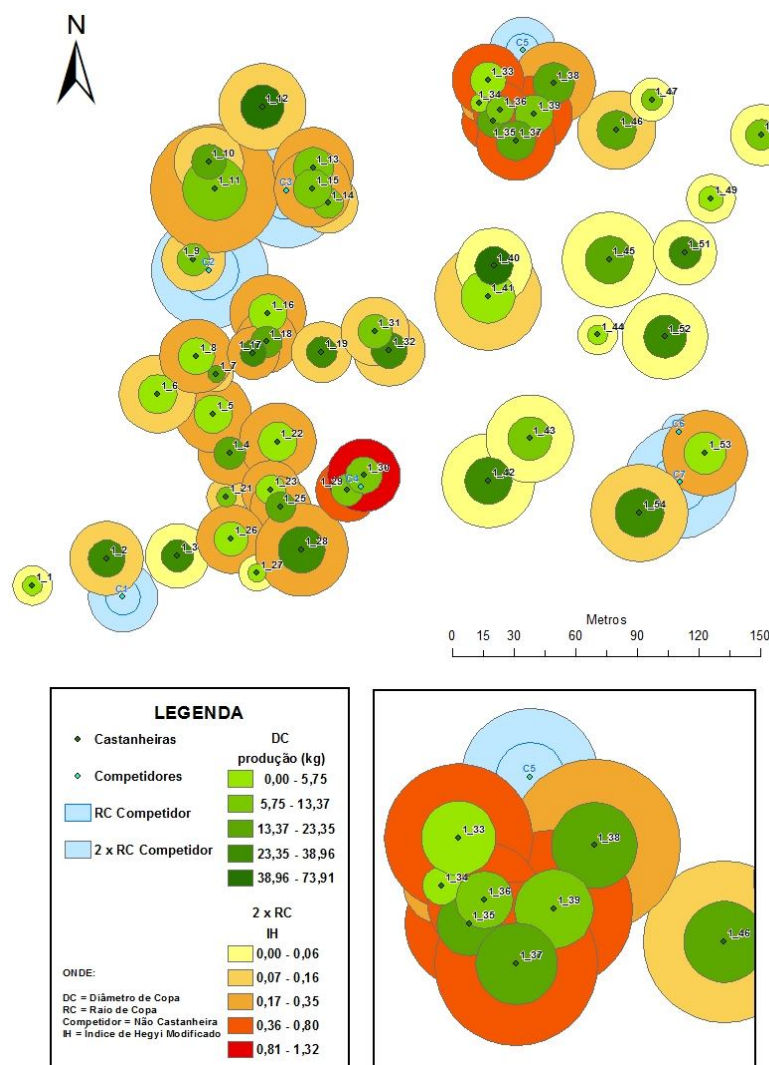 N
C5
1_33
1_38
1_34
1_36
1_39
1_35
1_37
1_47
1_46
1_12
1_10
1_11
1_13
1_15
C3
1_14
1_49
1_9
C2
1_40
1_41
1_45
1_51
1_16
1_18
1_17
1_19
1_31
1_32
1_44
1_52
1_8
1_7
1_6
1_5
1_4
1_22
1_43
C6
1_53
1_42
C7
1_54
1_30
1_29
C4
1_21
1_23
1_25
1_26
1_28
1_27
1_3
1_2
1_1
C1
Metros
0 15 30 60 90 120 150
LEGENDA
Castanheiras
Competidores
RC Competidor
2 x RC Competidor
DC
produção (kg)
0,00 - 5,75
5,75 - 13,37
13,37 - 23,35
23,35 - 38,96
38,96 - 73,91
2 x RC
IH
0,00 - 0,06
0,07 - 0,16
0,17 - 0,35
0,36 - 0,80
0,81 - 1,32
ONDE:
DC = Diâmetro de Copa
RC = Raio de Copa
Competidor = Não Castanheira
IH = Indice de Hegyi Modificado
C5
1_33
1_38
1_34
1_36
1_39
1_35
1_46
1_37